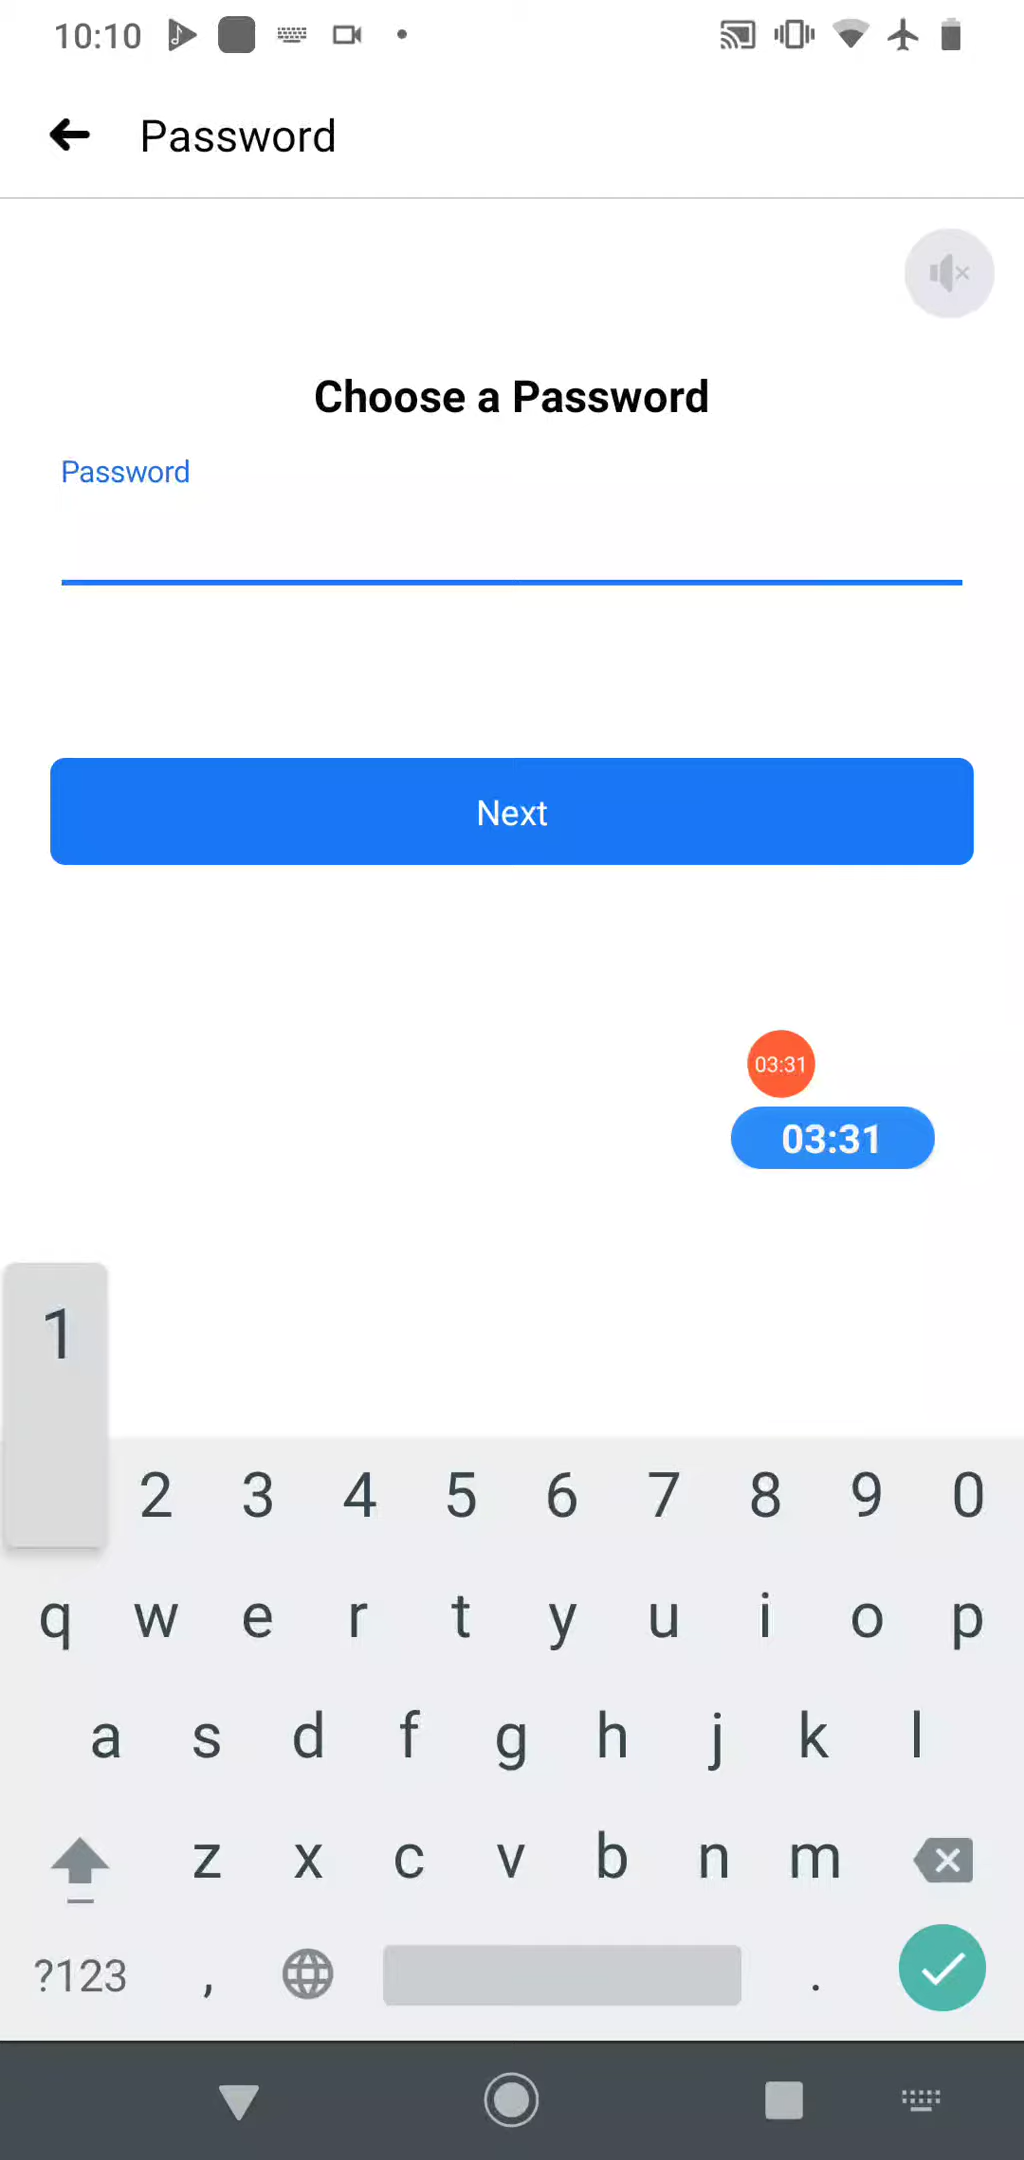 10:10
Password
Choose a Password
Password
Next
03:31
03:31
1
2 3 4 5 6 7 8 9 0
q w e r t y u i o p
a s d f g h j k l
z x c v b n m
?123 , .